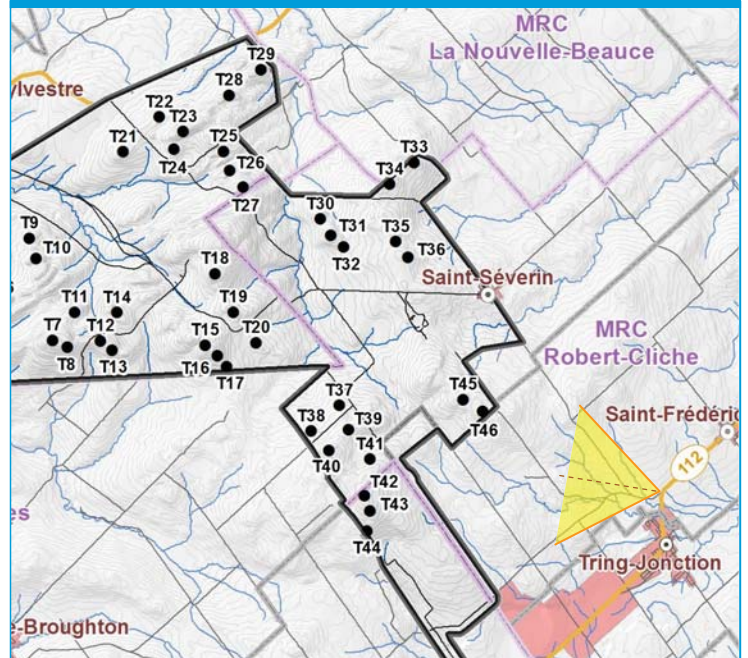 MRC
La Nouvelle-Beauce
ylvestre
T29
T28
T22
T23
T21
T24
T25
T26
T27
T33
T34
T30
T31
T32
T35
T36
T9
T10
T18
Saint-Séverin
T11
T14
T19
T7
T12
T15
T20
T8
T13
T16
T17
MRC
Robert-Cliche
T37
T38
T39
T45
T46
Saint-Frédéric
T40
T41
112
T42
T43
T44
es
Tring-Jonction
e-Broughton